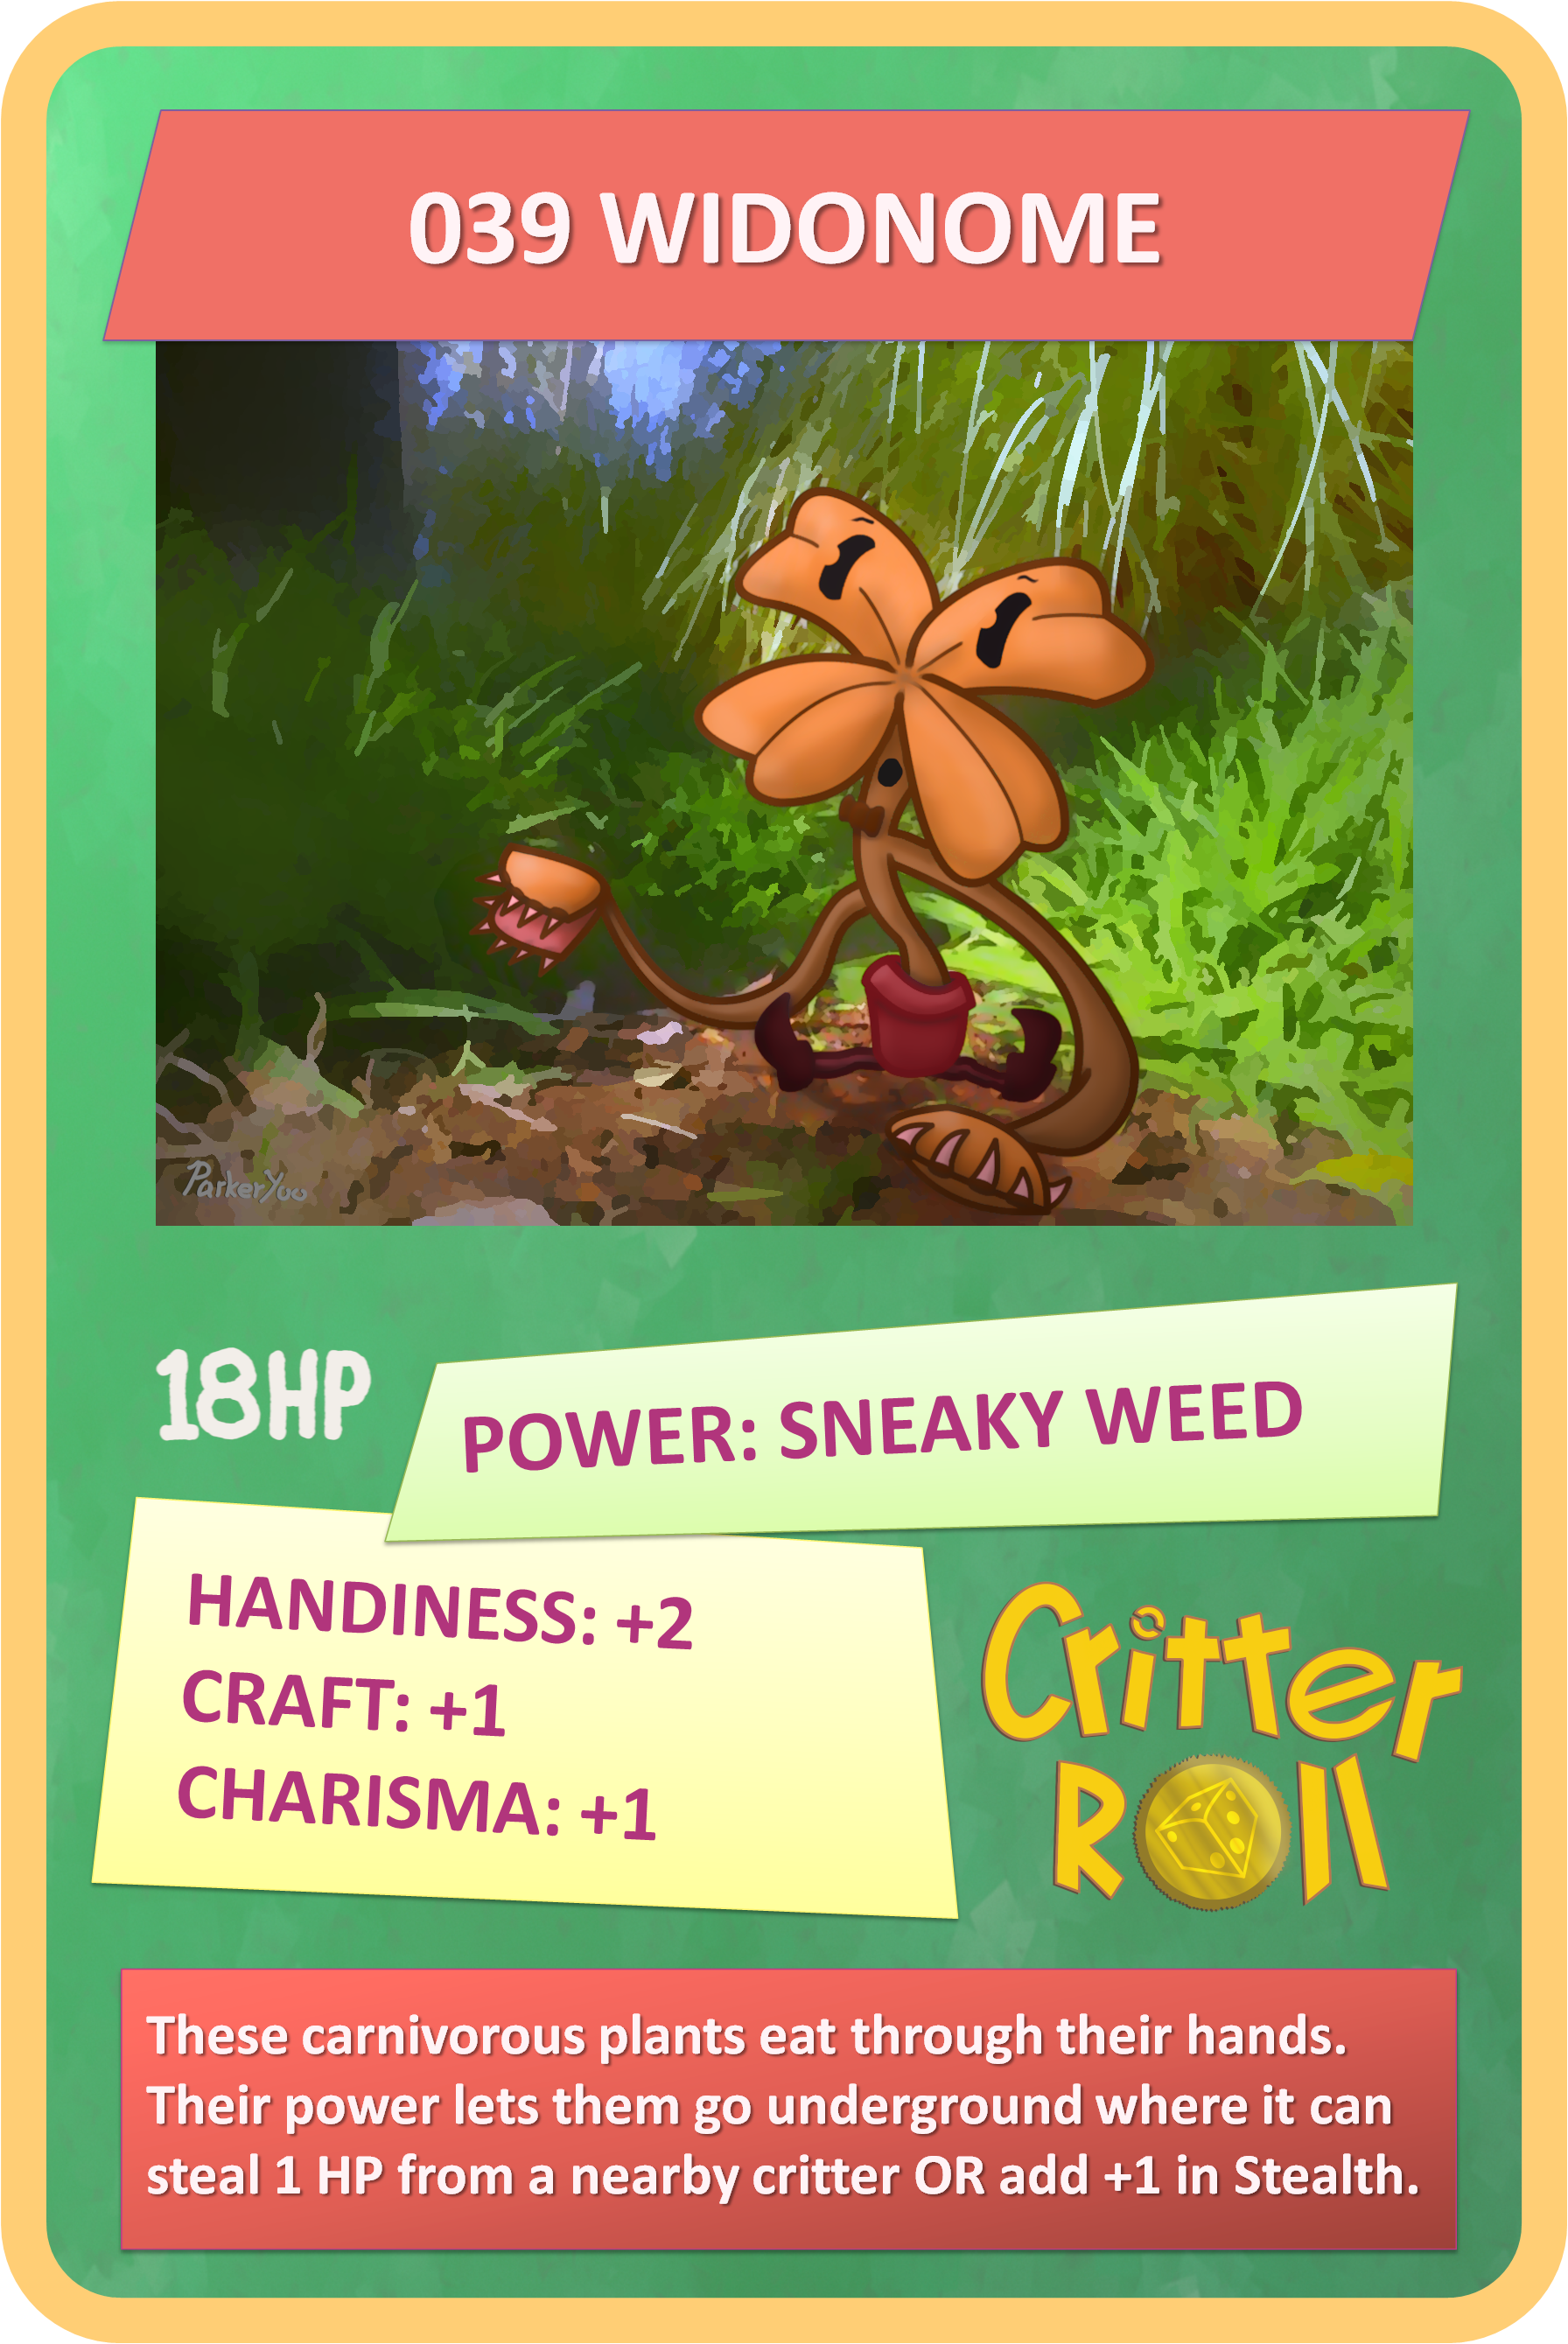 039 WIDONOME
ParkerYuu
18HP
POWER: SNEAKY WEED
HANDINESS: +2
CRAFT: +1
CHARISMA: +1
Critter
Roll
These carnivorous plants eat through their hands.
Their power lets them go underground where it can
steal 1 HP from a nearby critter OR add +1 in Stealth.